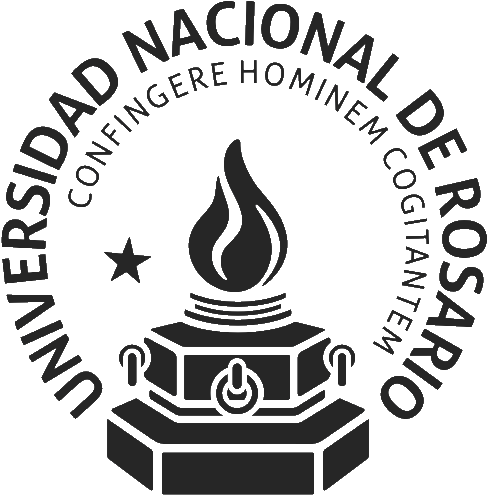 UNIVERSIDAD NACIONAL DE ROSARIO
CONFINGERE HOMINEM COGITANTEM